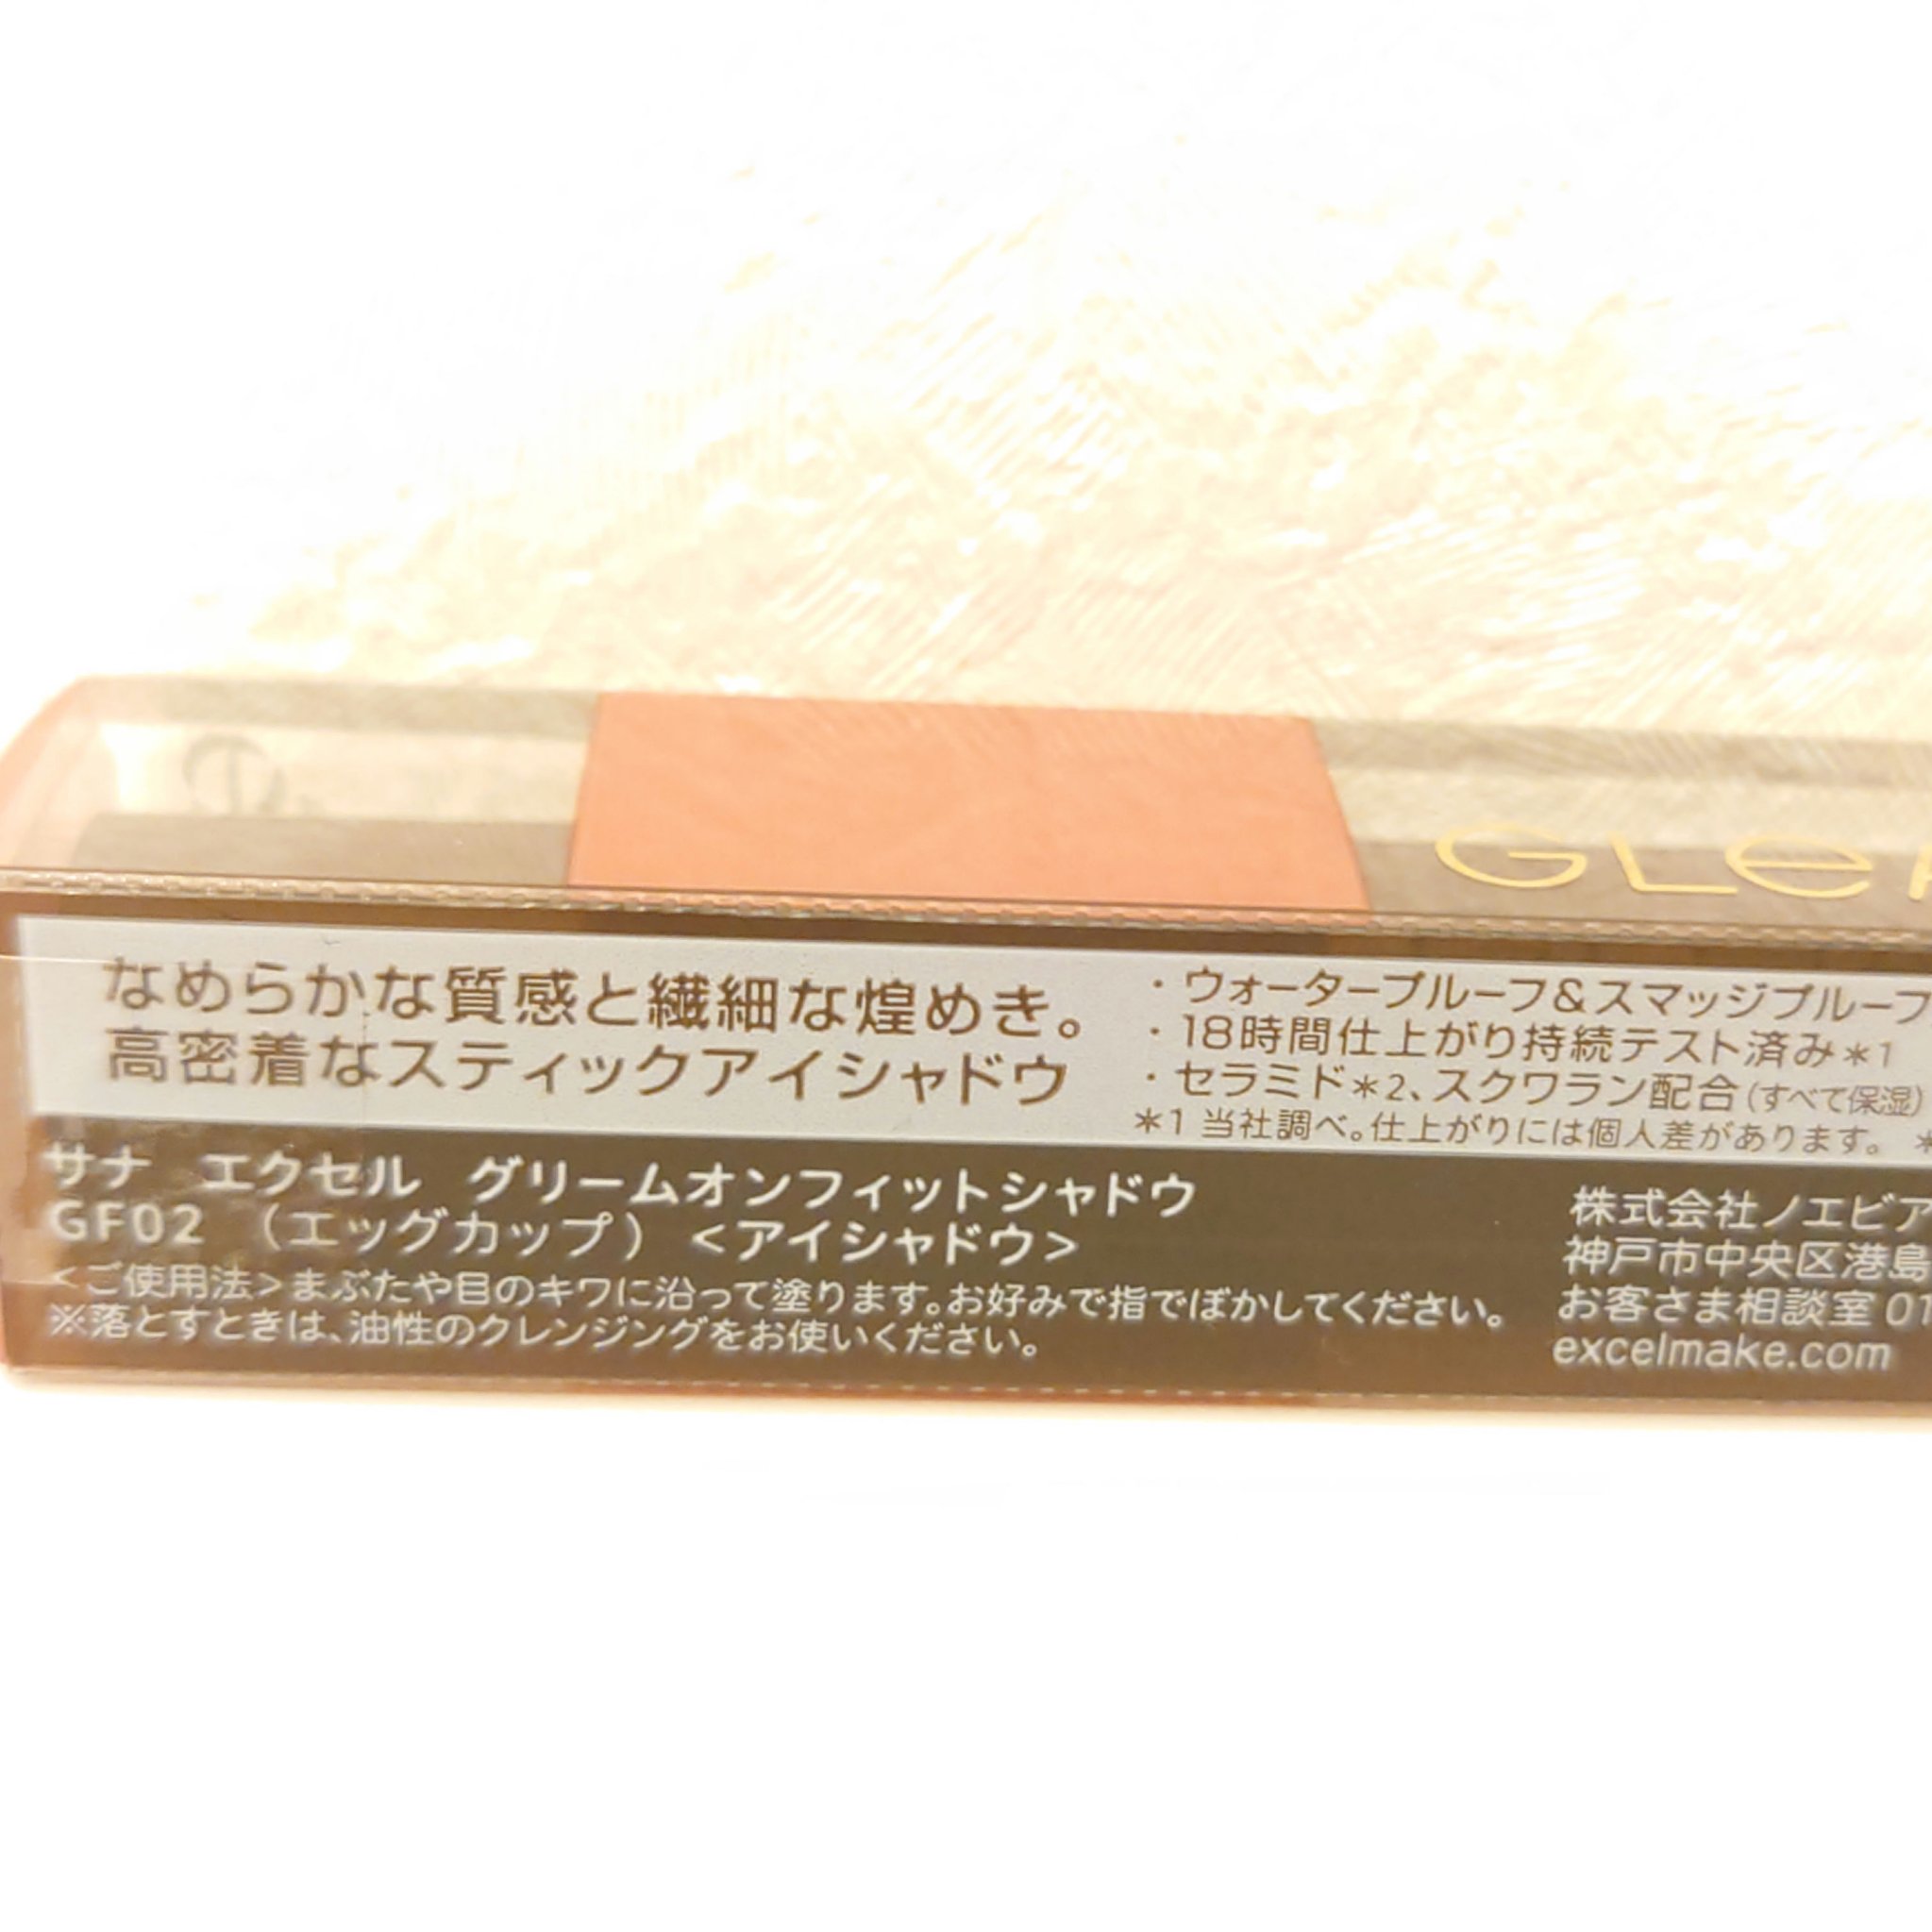 GLe
なめらかな質感と繊細な煌めき。
高密着なスティックアイシャドウ
・ウォータープルーフ&スマッジプルーフ
・18時間仕上がり持続テスト済み*1
・セラミド*2、スクワラン配合(すべて保湿)
*1 当社調べ。仕上がりには個人差があります。 *
サナ エクセル グリームオンフィットシャドウ
GF02 (エッグカップ) <アイシャドウ>
<ご使用法>まぶたや目のキワに沿って塗ります。お好みで指でぼかしてください。
※落とすときは、油性のクレンジングをお使いください。
株式会社ノエビア
神戸市中央区港島
お客さま相談室 01
excelmake.com